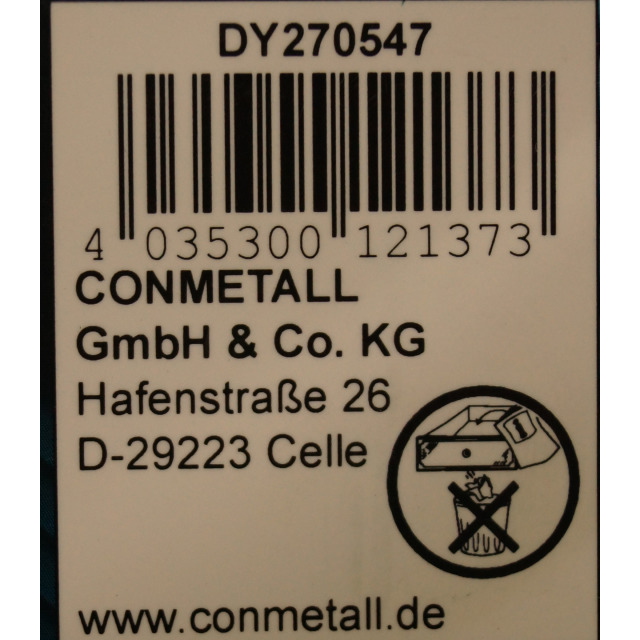 DY270547
4 035300 121373
CONMETALL
GmbH & Co. KG
Hafenstraße 26
D-29223 Celle
i
www.conmetall.de